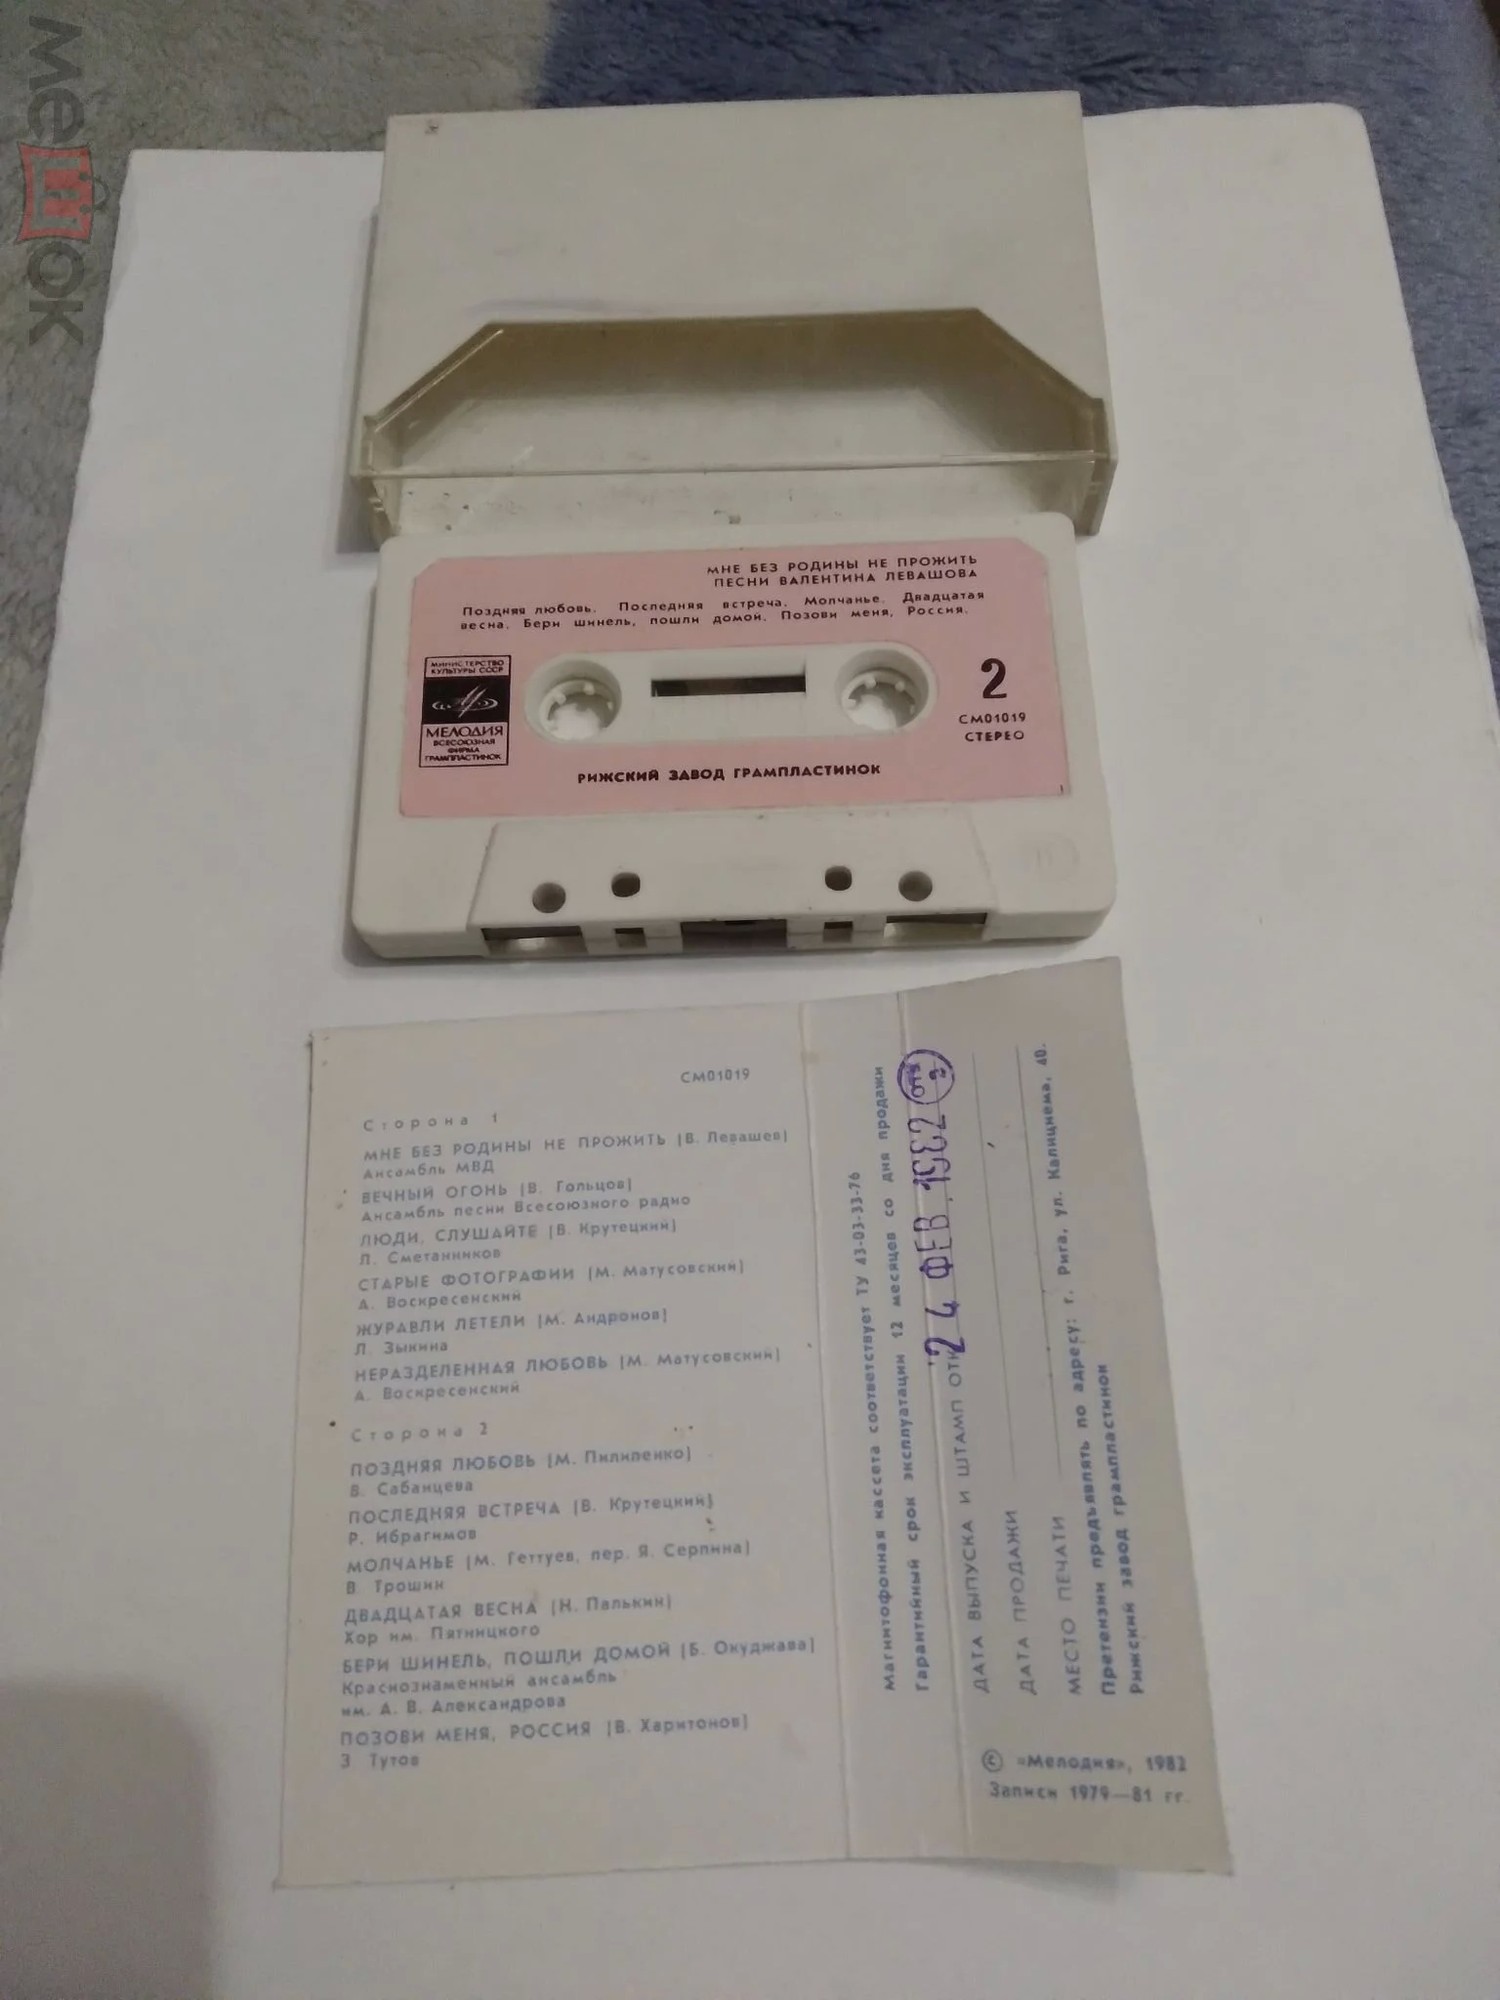 мешок
МНЕ БЕЗ РОДИНЫ НЕ ПРОЖИТЬ
ПЕСНИ ВАЛЕНТИНА ЛЕВАШОВА
Поздняя любовь. Последняя встреча. Молчанье. Двадцатая
весна. Бери шинель, пошли домой. Позови меня, Россия.
МИНИСТЕРСТВО
КУЛЬТУРЫ СССР
МЕЛОДИЯ
ВСЕСОЮЗНАЯ
ФИРМА
ГРАМПЛАСТИНОК
2
СМ01019
СТЕРЕО
РИЖСКИЙ ЗАВОД ГРАМПЛАСТИНОК
СМ01019
Сторона 1
МНЕ БЕЗ РОДИНЫ НЕ ПРОЖИТЬ (В. Левашев)
Ансамбль МВД
ВЕЧНЫЙ ОГОНЬ (В. Гольцов)
Ансамбль песни Всесоюзного радио
ЛЮДИ, СЛУШАЙТЕ (В. Крутецкий)
Л. Сметанников
СТАРЫЕ ФОТОГРАФИИ (М. Матусовский)
А. Воскресенский
ЖУРАВЛИ ЛЕТЕЛИ (М. Андронов)
Л. Зыкина
НЕРАЗДЕЛЕННАЯ ЛЮБОВЬ (М. Матусовский)
А. Воскресенский
Сторона 2
ПОЗДНЯЯ ЛЮБОВЬ (М. Пилипенко)
В. Сабанцева
ПОСЛЕДНЯЯ ВСТРЕЧА (В. Крутецкий)
Р. Ибрагимов
МОЛЧАНЬЕ (М. Геттуев, пер. Я. Серпина)
В. Трошин
ДВАДЦАТАЯ ВЕСНА (Н. Палькин)
Хор им. Пятницкого
БЕРИ ШИНЕЛЬ, ПОШЛИ ДОМОЙ (Б. Окуджава)
Краснознаменный ансамбль
им. А. В. Александрова
ПОЗОВИ МЕНЯ, РОССИЯ (В. Харитонов)
З Тутов
Магнитофонная кассета соответствует ТУ 43-03-33-76
Гарантийный срок эксплуатации 12 месяцев со дня продажи
ДАТА ВЫПУСКА И ШТАМП ОТК
24 ФЕВ. 1982
ДАТА ПРОДАЖИ
МЕСТО ПЕЧАТИ
Претензии предъявлять по адресу: г. Рига, ул. Калнциема, 40.
Рижский завод грампластинок
© «Мелодия», 1982
Записи 1979—81 гг.